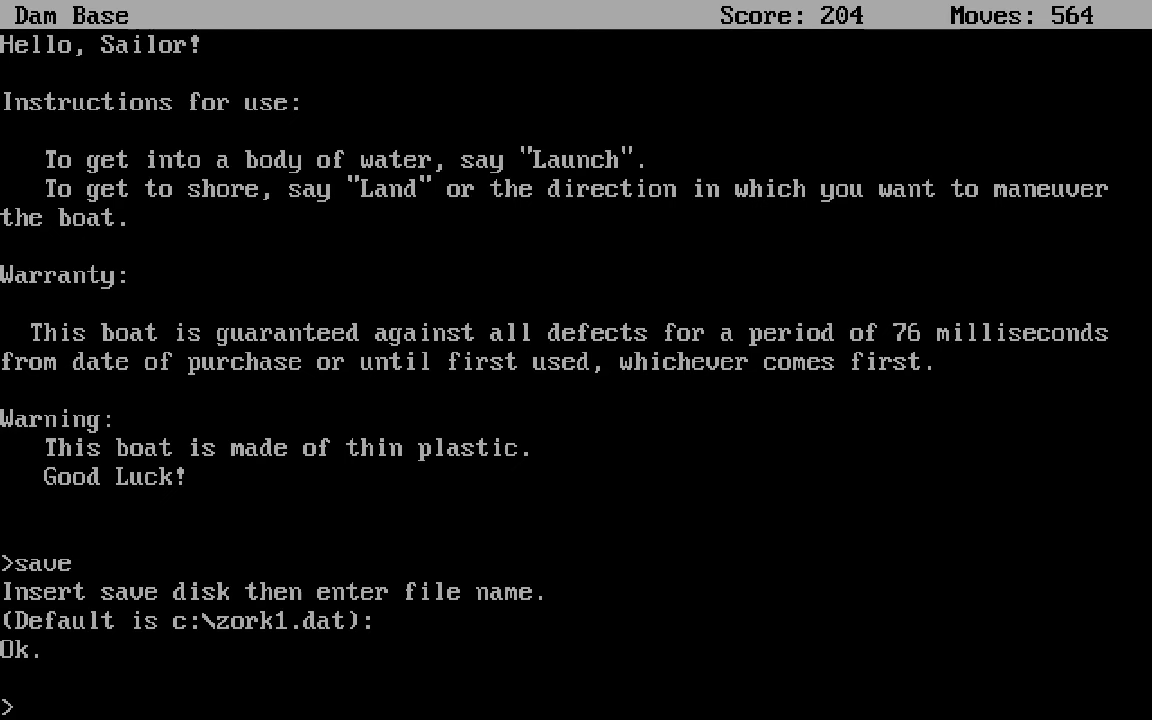 Dam Base Score: 204 Moves: 564
Hello, Sailor!
Instructions for use:
To get into a body of water, say "Launch".
To get to shore, say "Land" or the direction in which you want to maneuver
the boat.
Warranty:
This boat is guaranteed against all defects for a period of 76 milliseconds
from date of purchase or until first used, whichever comes first.
Warning:
This boat is made of thin plastic.
Good Luck!
>save
Insert save disk then enter file name.
(Default is c:\zork1.dat):
Ok.
>